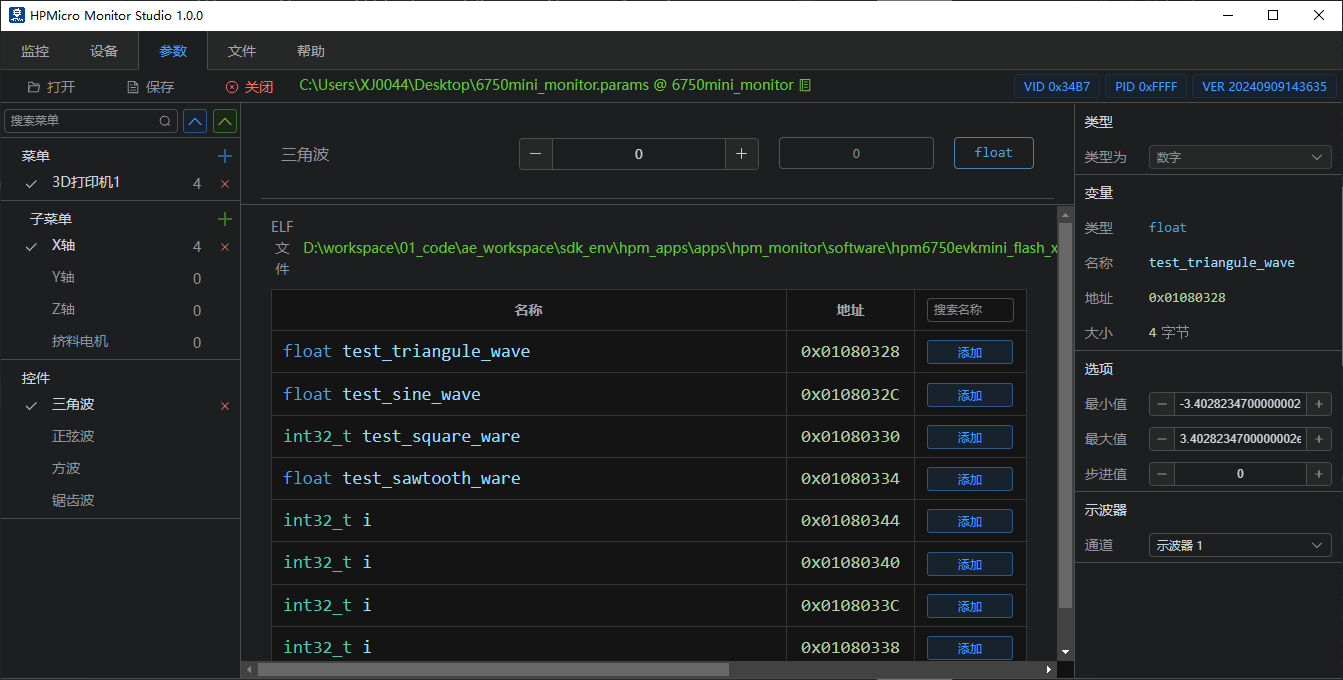 HPMicro Monitor Studio 1.0.0
监控 设备 参数 文件 帮助
打开 保存 关闭 C:\Users\XJ0044\Desktop\6750mini_monitor.params @ 6750mini_monitor VID 0x34B7 PID 0xFFFF VER 20240909143635
搜索菜单
菜单
3D打印机1 4
子菜单
X轴 4
Y轴 0
Z轴 0
挤料电机 0
控件
三角波
正弦波
方波
锯齿波
三角波 0 0 float
ELF文件 D:\workspace\01_code\ae_workspace\sdk_env\hpm_apps\apps\hpm_monitor\software\hpm6750evkmini_flash_x
名称 地址 搜索名称
float test_triangule_wave 0x01080328 添加
float test_sine_wave 0x0108032C 添加
int32_t test_square_ware 0x01080330 添加
float test_sawtooth_ware 0x01080334 添加
int32_t i 0x01080344 添加
int32_t i 0x01080340 添加
int32_t i 0x0108033C 添加
int32_t i 0x01080338 添加
类型
类型为 数字
变量
类型 float
名称 test_triangule_wave
地址 0x01080328
大小 4 字节
选项
最小值 -3.4028234700000002
最大值 3.4028234700000002e
步进值 0
示波器
通道 示波器 1